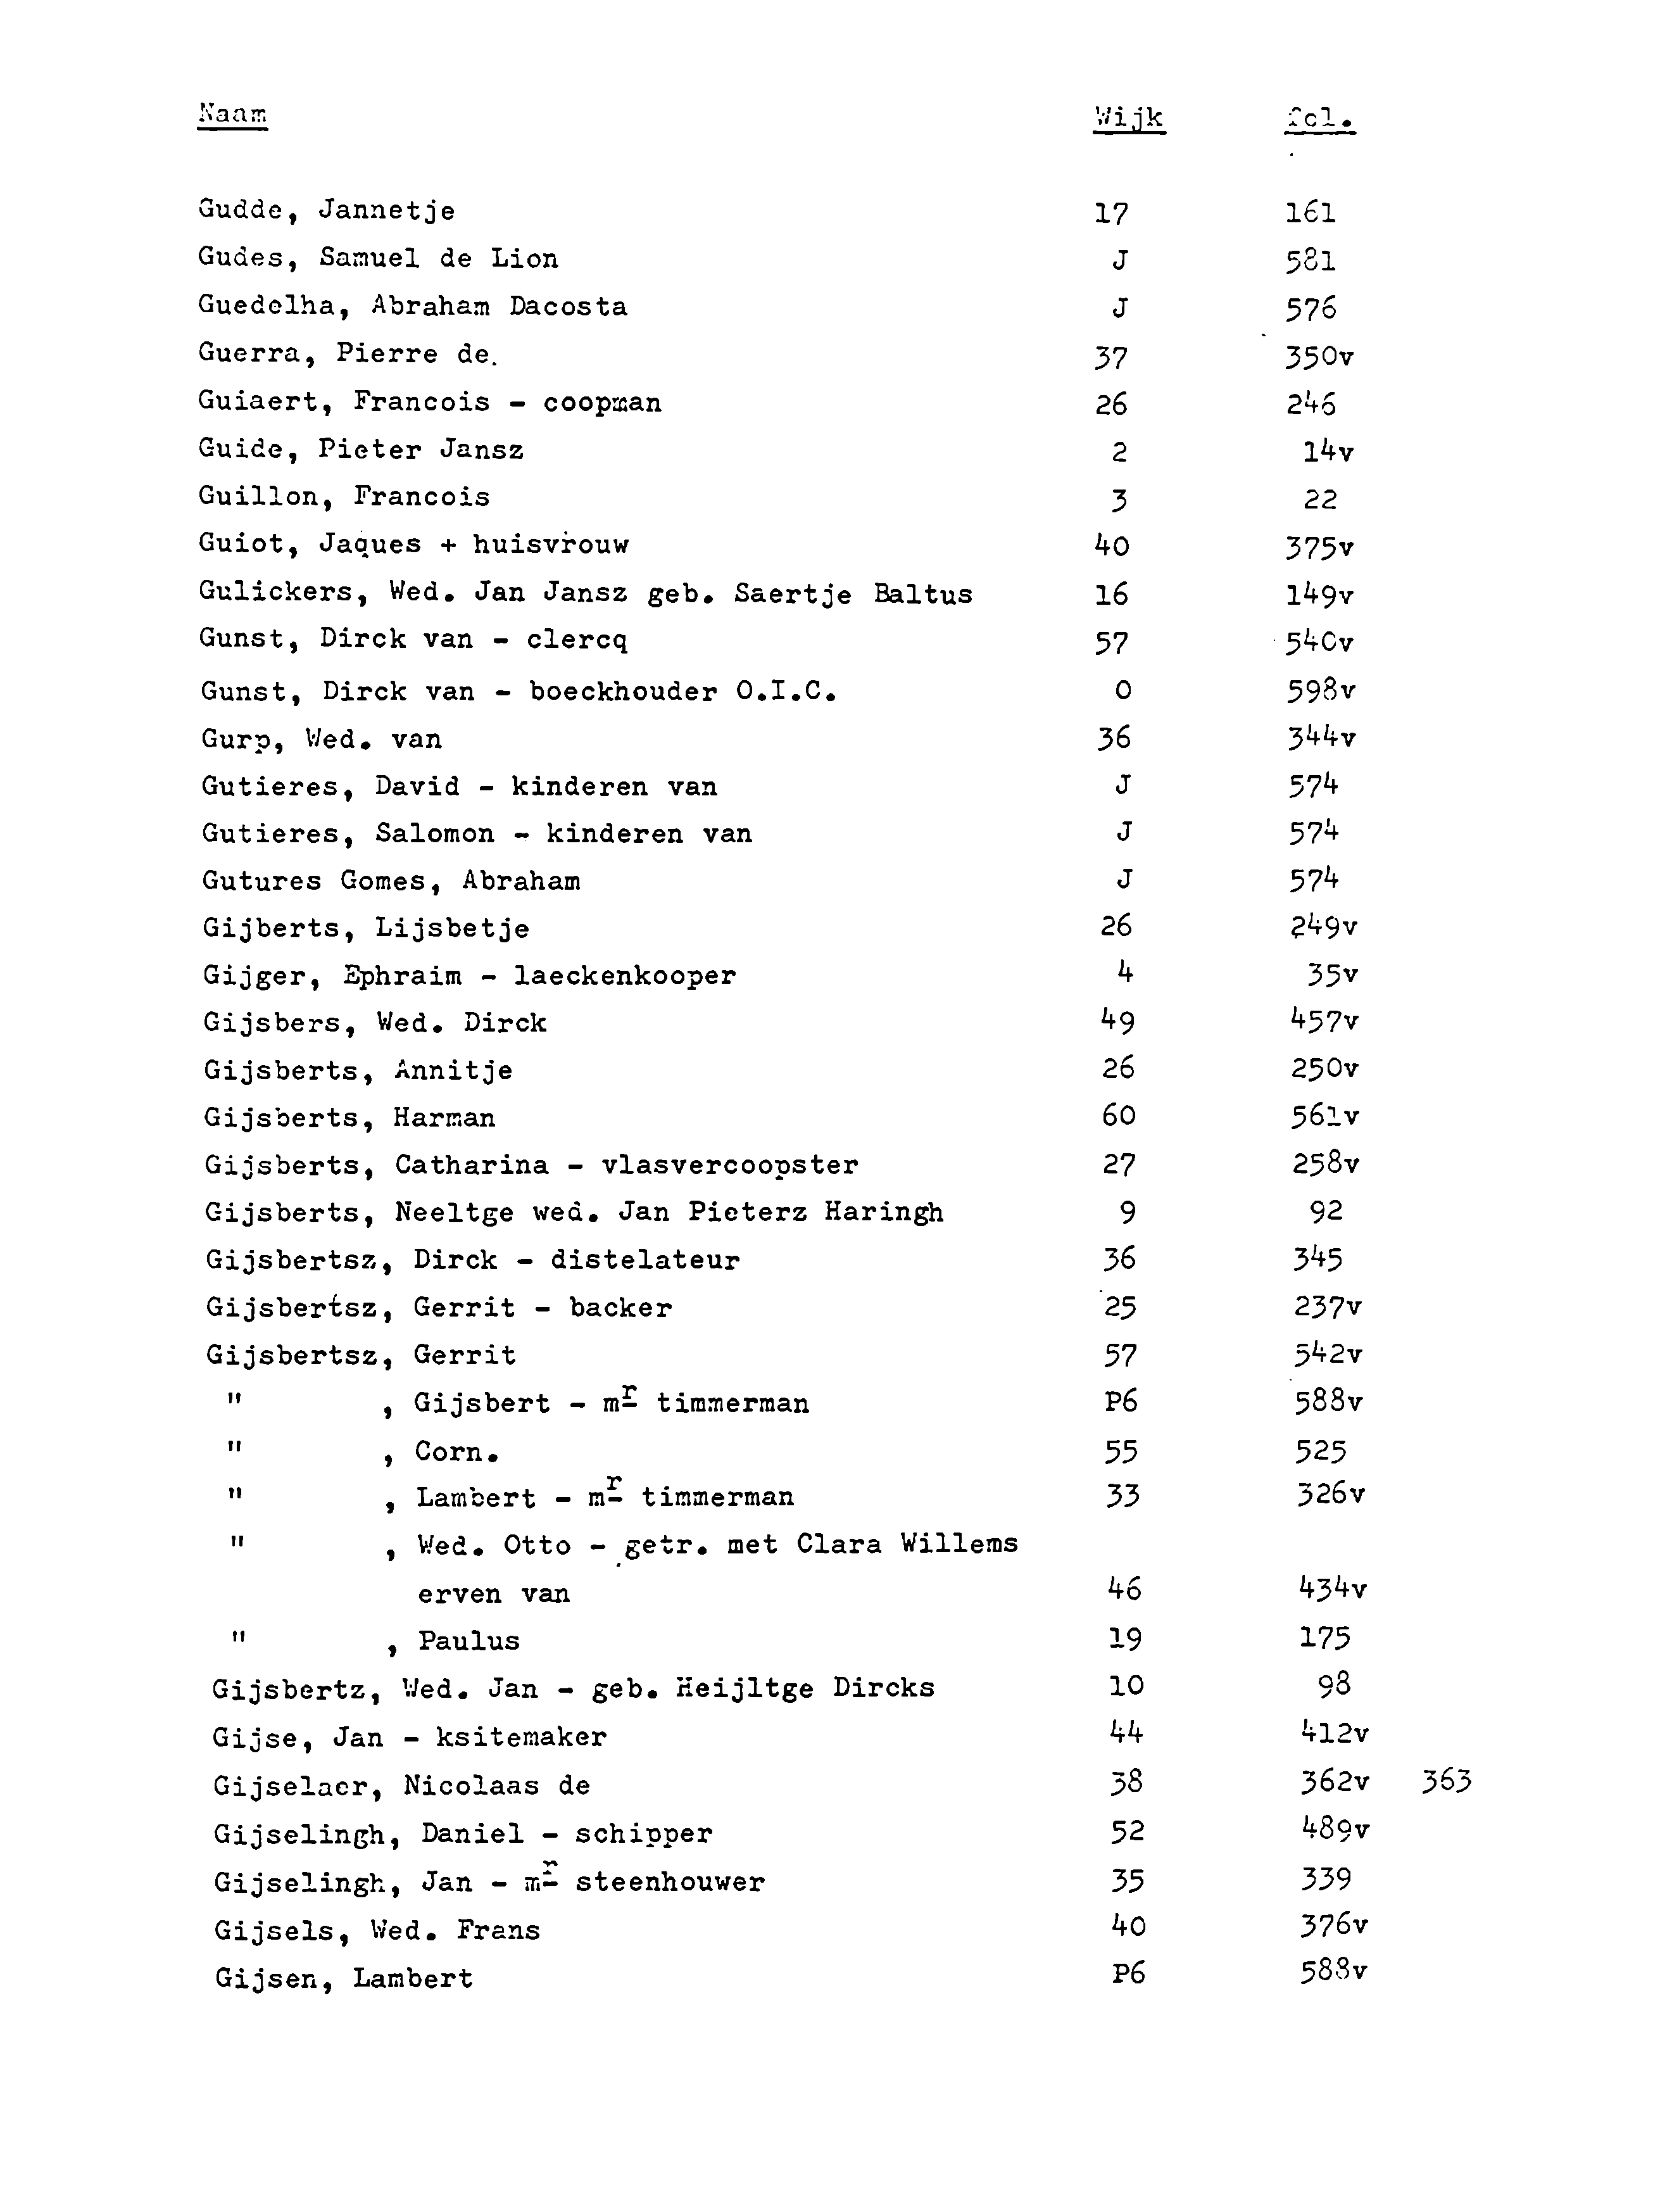 Naam Wijk fol.
Gudde, Jannetje 17 161
Gudes, Samuel de Lion J 581
Guedelha, Abraham Dacosta J 576
Guerra, Pierre de. 37 350v
Guiaert, Francois - coopman 26 246
Guide, Pieter Jansz 2 14v
Guillon, Francois 3 22
Guiot, Jaques + huisvrouw 40 375v
Gulickers, Wed. Jan Jansz geb. Saertje Baltus 16 149v
Gunst, Dirck van - clercq 57 540v
Gunst, Dirck van - boeckhouder O.I.C. O 598v
Gurp, Wed. van 36 344v
Gutieres, David - kinderen van J 574
Gutieres, Salomon - kinderen van J 574
Gutures Gomes, Abraham J 574
Gijberts, Lijsbetje 26 249v
Gijger, Ephraim - laeckenkooper 4 35v
Gijsbers, Wed. Dirck 49 457v
Gijsberts, Annitje 26 250v
Gijsberts, Harman 60 561v
Gijsberts, Catharina - vlasvercoopster 27 258v
Gijsberts, Neeltge wed. Jan Pieterz Haringh 9 92
Gijsbertsz, Dirck - distelateur 36 345
Gijsbertsz, Gerrit - backer 25 237v
Gijsbertsz, Gerrit 57 542v
" , Gijsbert - mr timmerman P6 588v
" , Corn. 55 525
" , Lambert - mr timmerman 33 326v
" , Wed. Otto - getr. met Clara Willems
erven van 46 434v
" , Paulus 19 175
Gijsbertz, Wed. Jan - geb. Heijltge Dircks 10 98
Gijse, Jan - ksitemaker 44 412v
Gijselaer, Nicolaas de 38 362v 363
Gijselingh, Daniel - schipper 52 489v
Gijselingh, Jan - mr steenhouwer 35 339
Gijsels, Wed. Frans 40 376v
Gijsen, Lambert P6 588v